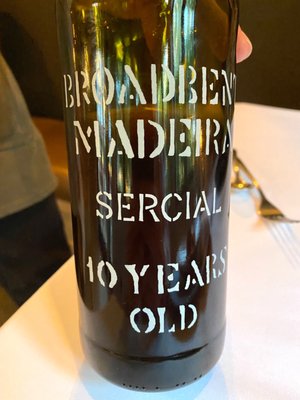 BROADBENT
MADEIRA
SERCIAL
10 YEARS
OLD